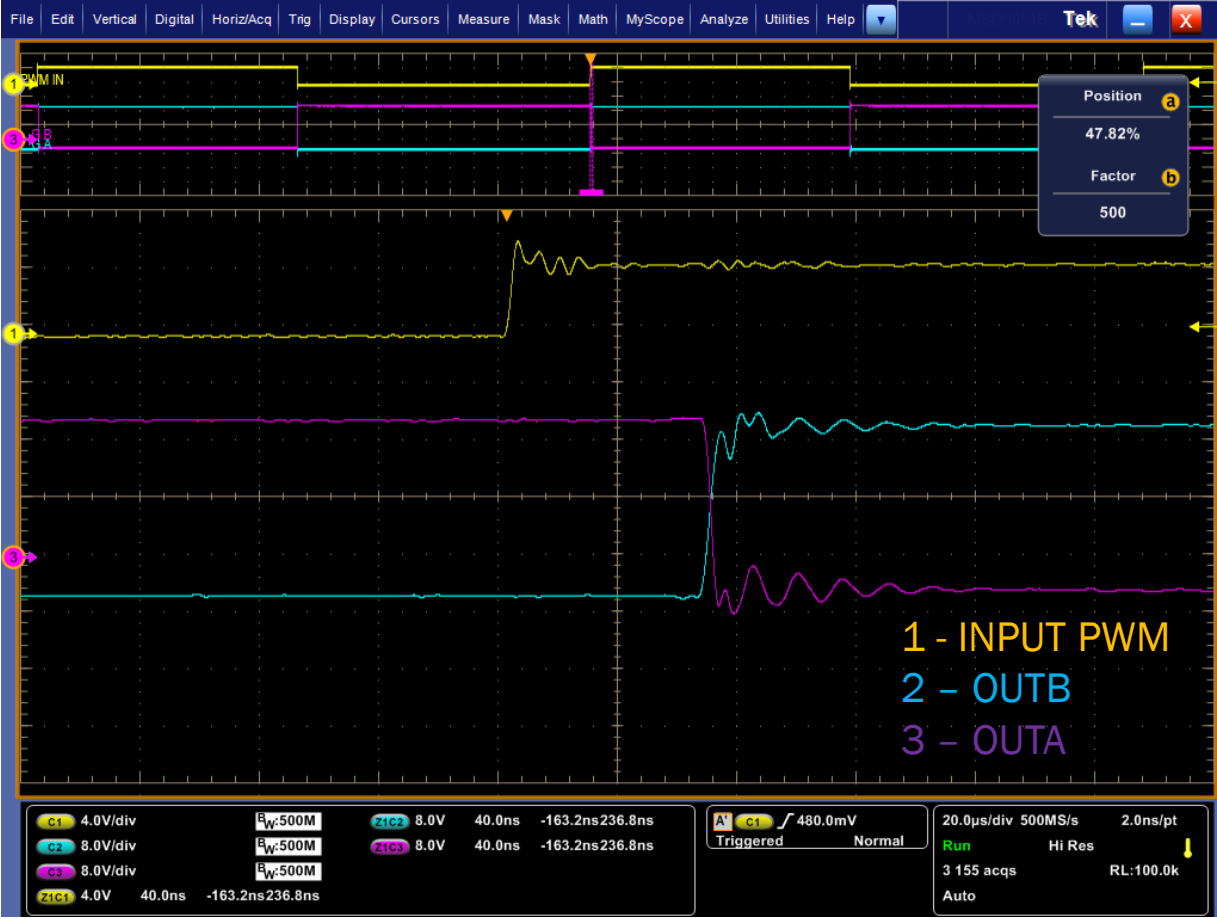 File Edit Vertical Digital Horiz/Acq Trig Display Cursors Measure Mask Math MyScope Analyze Utilities Help Tek X
1 PWM IN
Position a
47.82%
Factor b
500
3 G B
G A
1
3
1 - INPUT PWM
2 – OUTB
3 – OUTA
C1 4.0V/div BW:500M Z1C2 8.0V 40.0ns -163.2ns236.8ns
C2 8.0V/div BW:500M Z1C3 8.0V 40.0ns -163.2ns236.8ns
C3 8.0V/div BW:500M
Z1C1 4.0V 40.0ns -163.2ns236.8ns
A' C1 480.0mV
Triggered Normal
20.0µs/div 500MS/s 2.0ns/pt
Run Hi Res
3 155 acqs RL:100.0k
Auto